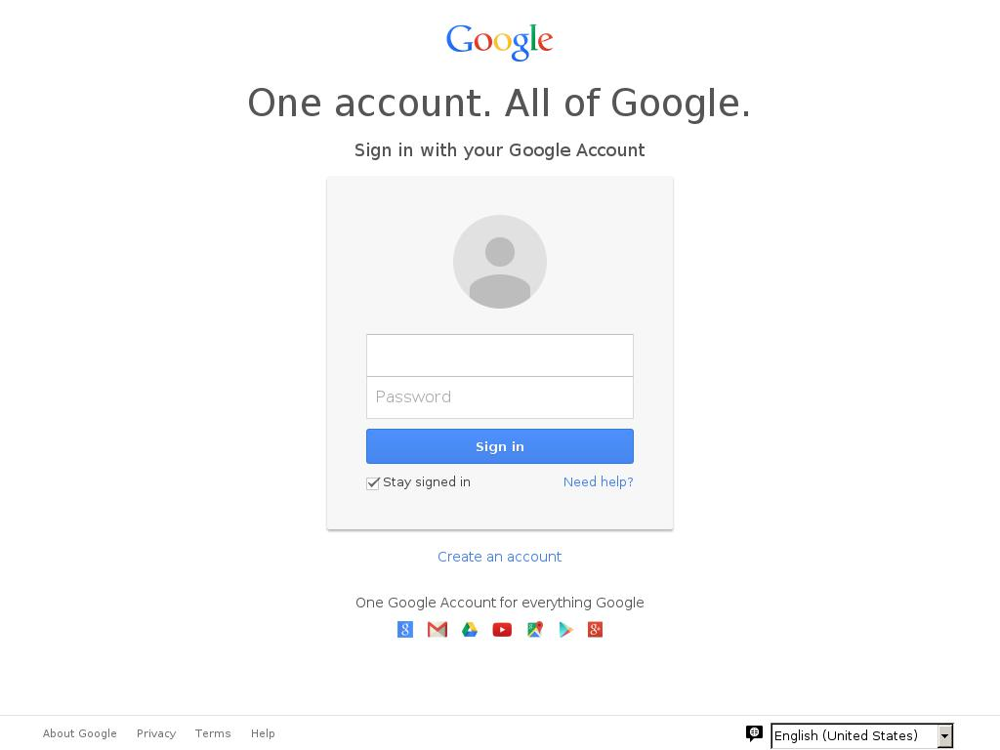 Google
One account. All of Google.
Sign in with your Google Account
Password
Sign in
Stay signed in
Need help?
Create an account
One Google Account for everything Google
About Google
Privacy
Terms
Help
English (United States)